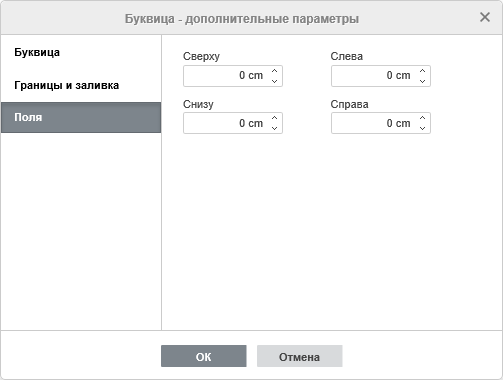 Буквица - дополнительные параметры
Буквица
Границы и заливка
Поля
Сверху
Слева
0 cm
0 cm
Снизу
Справа
0 cm
0 cm
ОК
Отмена